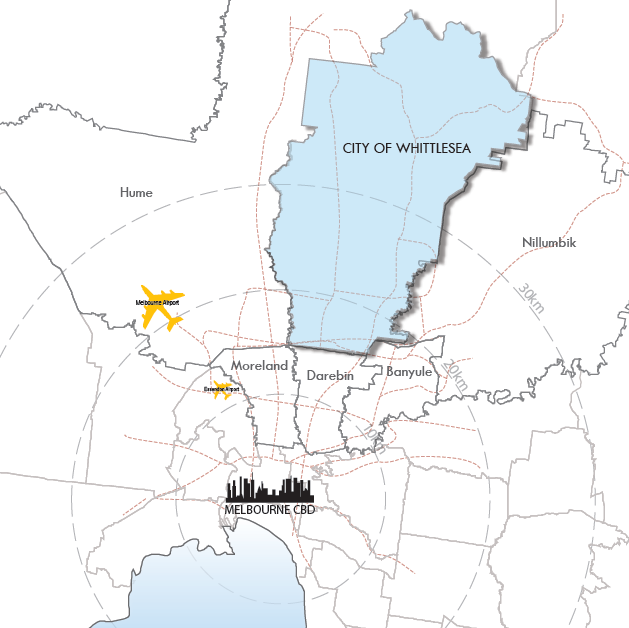 CITY OF WHITTLESEA
Hume
Nillumbik
Melbourne Airport
30km
Moreland
Darebin
Banyule
20km
Essendon Airport
10km
MELBOURNE CBD